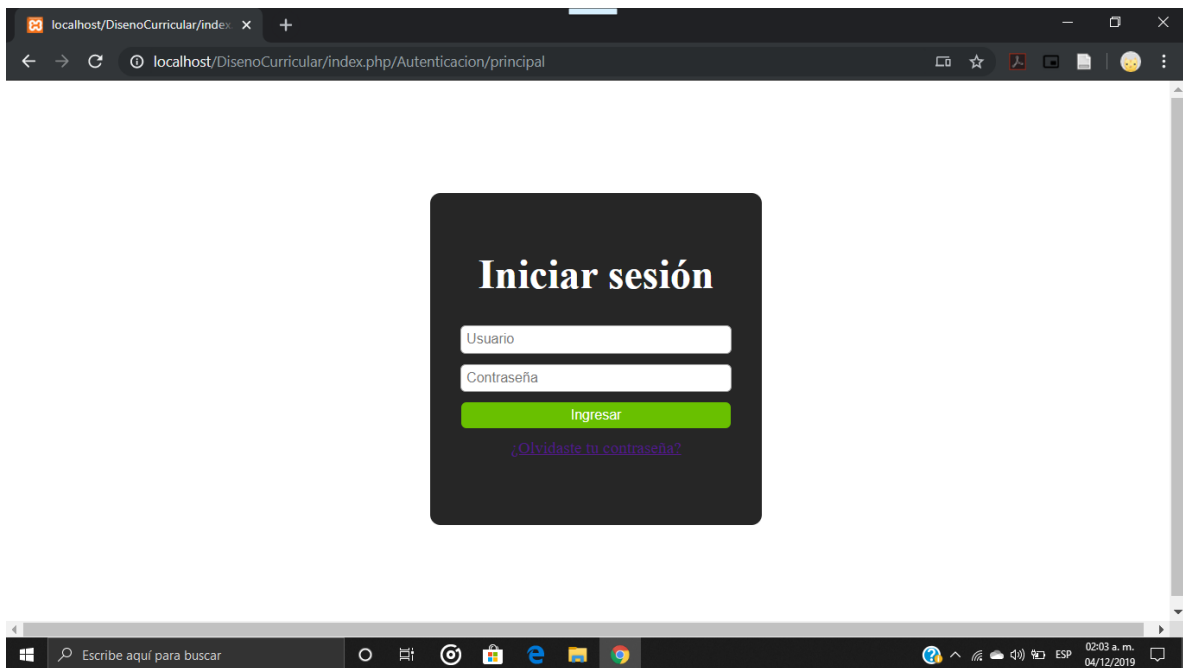 localhost/DisenoCurricular/index
localhost/DisenoCurricular/index.php/Autenticacion/principal
Iniciar sesión
Usuario
Contraseña
Ingresar
¿Olvidaste tu contraseña?
Escribe aquí para buscar
ESP
02:03 a. m.
04/12/2019